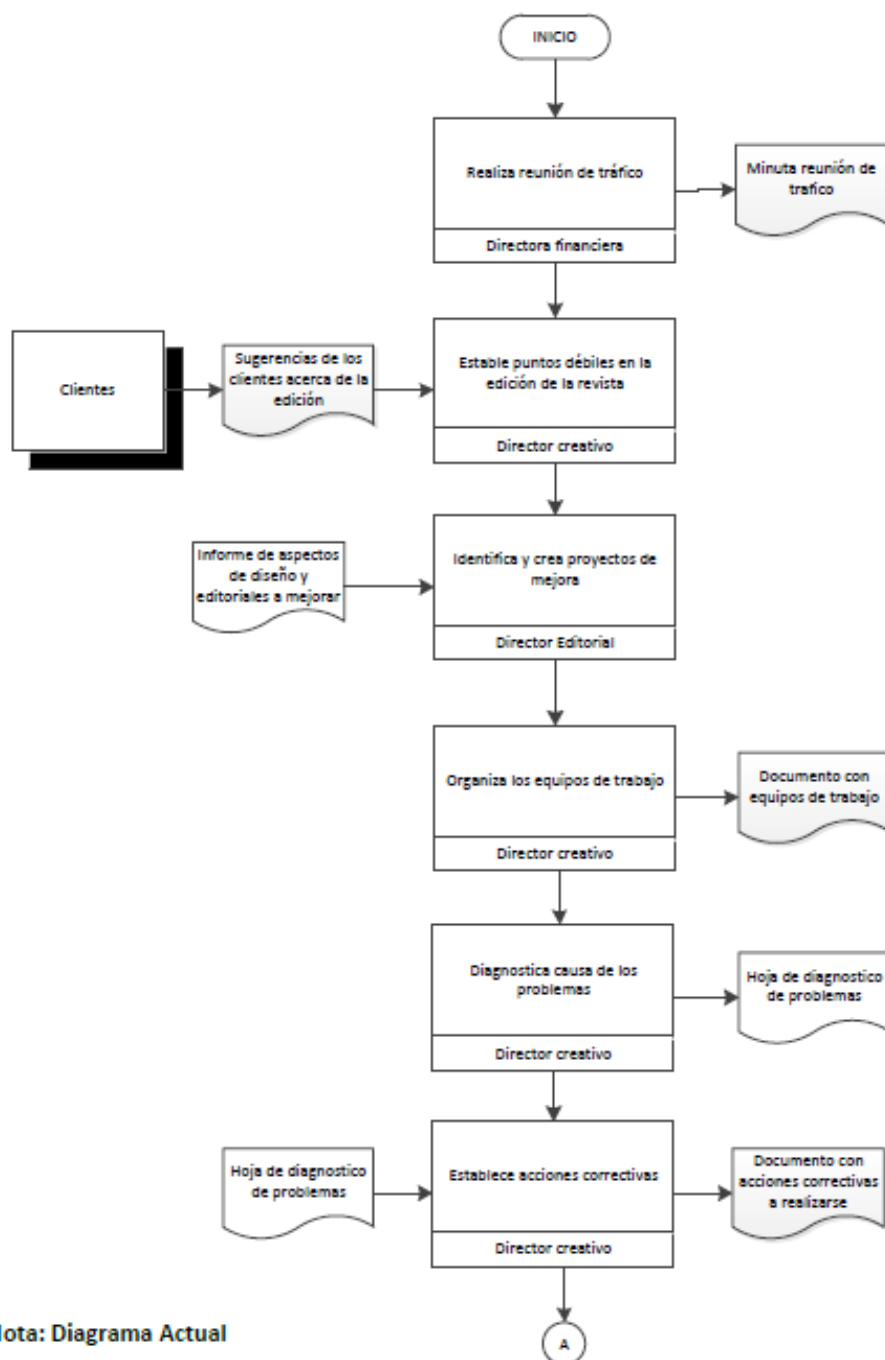 INICIO
Realiza reunión de tráfico
Directora financiera
Minuta reunión de
trafico
Clientes
Sugerencias de los
clientes acerca de la
edición
Estable puntos débiles en la
edición de la revista
Director creativo
Informe de aspectos
de diseño y
editoriales a mejorar
Identifica y crea proyectos de
mejora
Director Editorial
Organiza los equipos de trabajo
Director creativo
Documento con
equipos de trabajo
Diagnostica causa de los
problemas
Director creativo
Hoja de diagnostico
de problemas
Hoja de diagnostico
de problemas
Establece acciones correctivas
Director creativo
Documento con
acciones correctivas
a realizarse
A
lota: Diagrama Actual